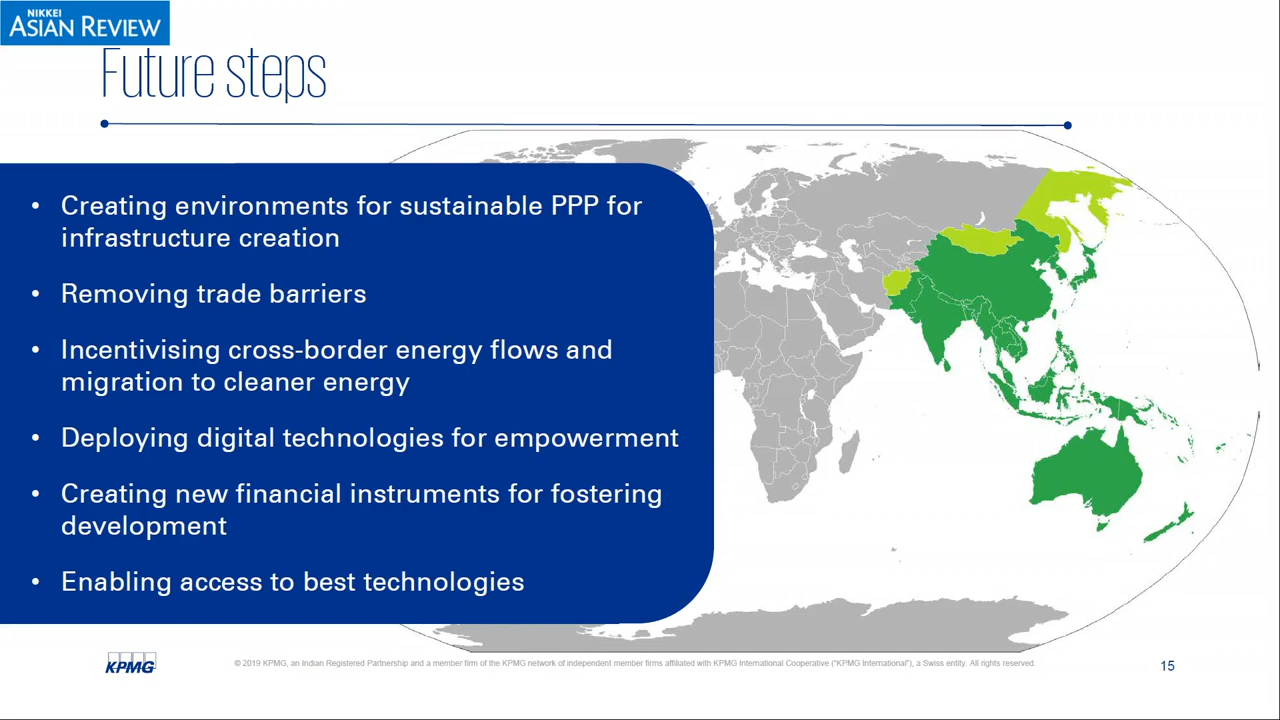 NIKKEI
ASIAN REVIEW
Future steps
• Creating environments for sustainable PPP for
infrastructure creation
• Removing trade barriers
• Incentivising cross-border energy flows and
migration to cleaner energy
• Deploying digital technologies for empowerment
• Creating new financial instruments for fostering
development
• Enabling access to best technologies
KPMG
© 2019 KPMG, an Indian Registered Partnership and a member firm of the KPMG network of independent member firms affiliated with KPMG International Cooperative (“KPMG International”), a Swiss entity. All rights reserved.
15